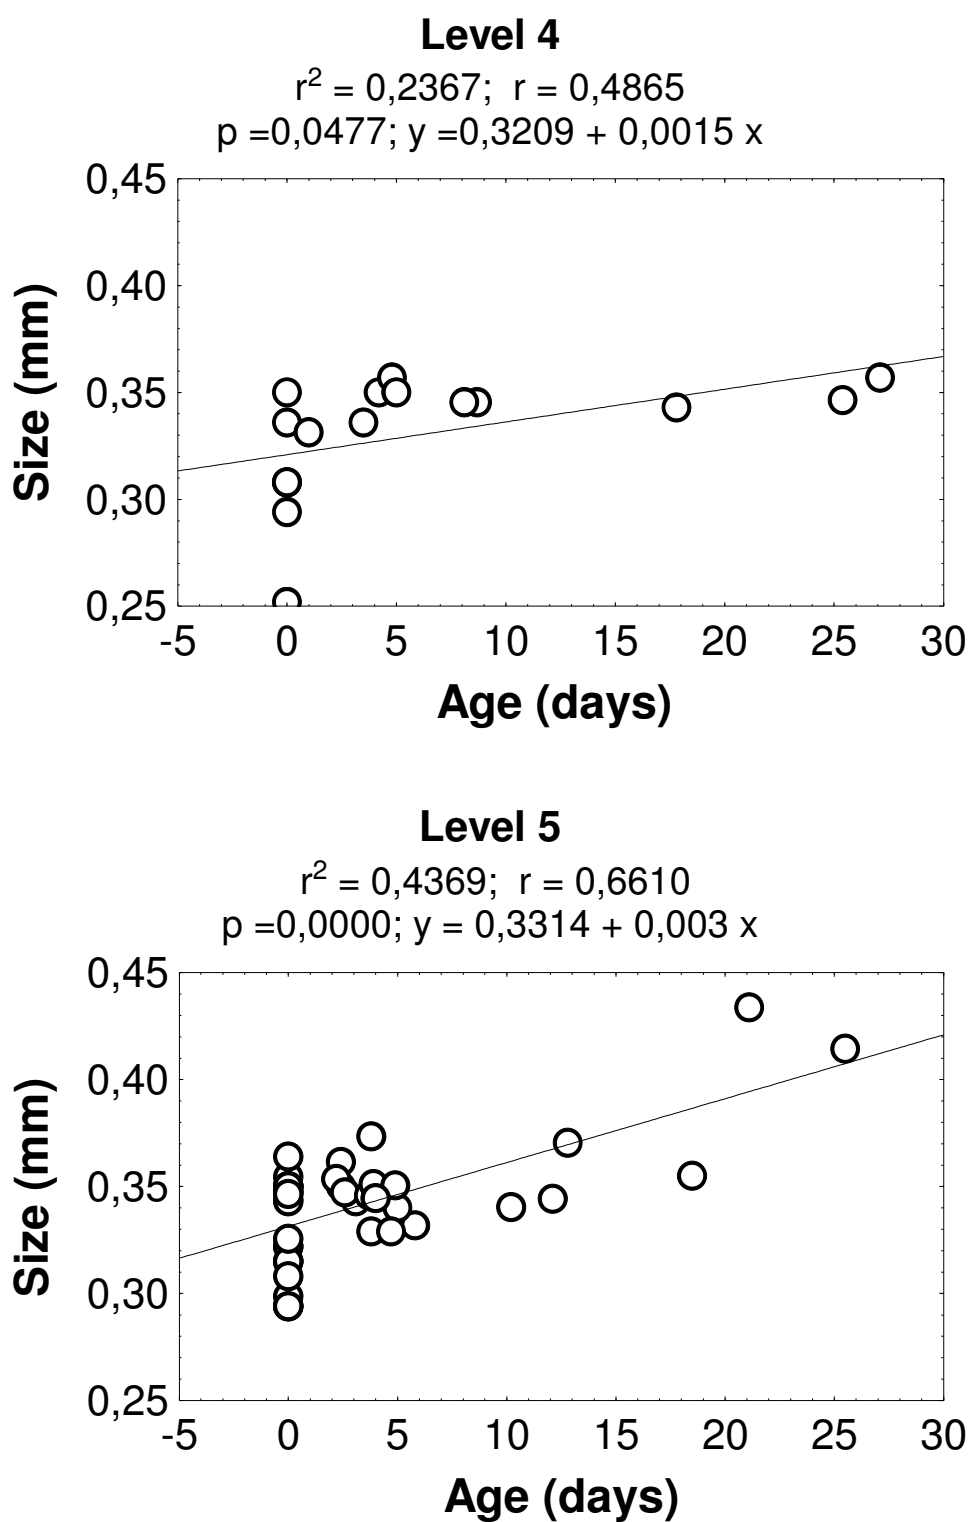 Level 4
r² = 0,2367;  r = 0,4865
p =0,0477; y =0,3209 + 0,0015 x
0,45
0,40
0,35
0,30
0,25
Size (mm)
-5 0 5 10 15 20 25 30
Age (days)
Level 5
r² = 0,4369;  r = 0,6610
p =0,0000; y = 0,3314 + 0,003 x
0,45
0,40
0,35
0,30
0,25
Size (mm)
-5 0 5 10 15 20 25 30
Age (days)